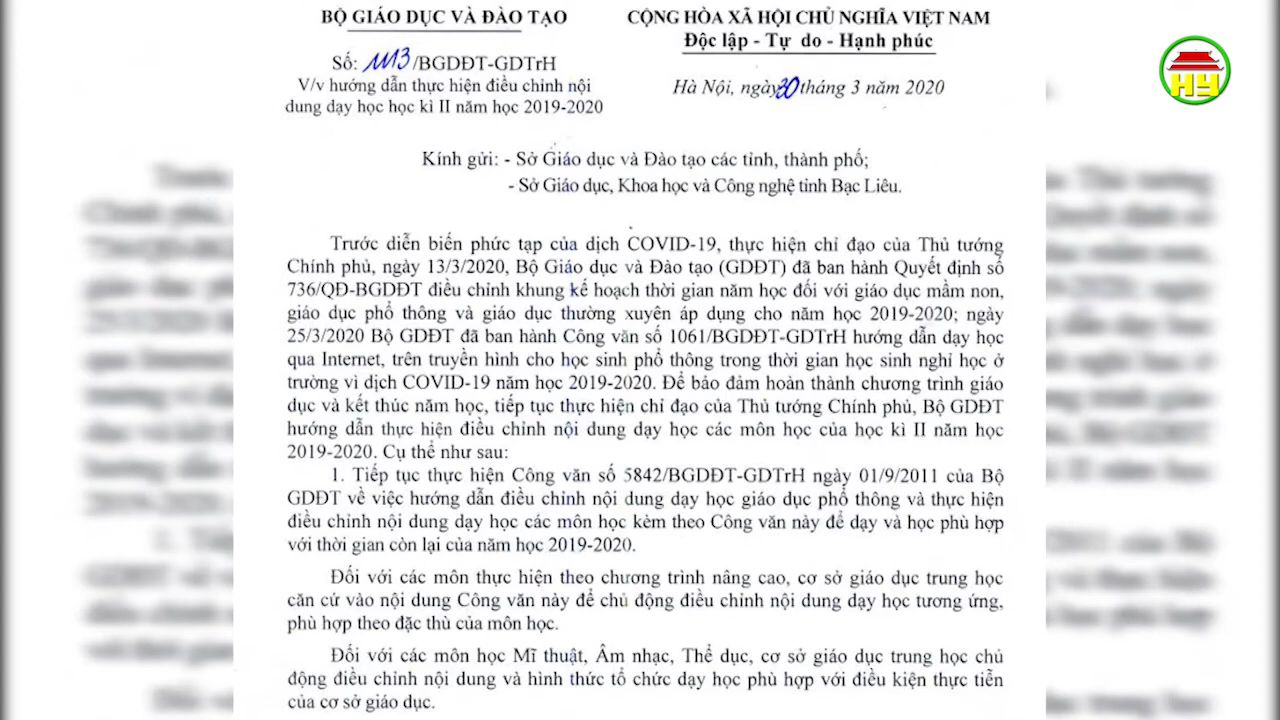 BỘ GIÁO DỤC VÀ ĐÀO TẠO
CỘNG HÒA XÃ HỘI CHỦ NGHĨA VIỆT NAM
Độc lập - Tự do - Hạnh phúc
Số: 1113/BGDĐT-GDTrH
V/v hướng dẫn thực hiện điều chỉnh nội
dung dạy học học kì II năm học 2019-2020
Hà Nội, ngày 30 tháng 3 năm 2020
HY
Kính gửi: - Sở Giáo dục và Đào tạo các tỉnh, thành phố;
- Sở Giáo dục, Khoa học và Công nghệ tỉnh Bạc Liêu.
Trước diễn biến phức tạp của dịch COVID-19, thực hiện chỉ đạo của Thủ tướng
Chính phủ, ngày 13/3/2020, Bộ Giáo dục và Đào tạo (GDĐT) đã ban hành Quyết định số
736/QĐ-BGDĐT điều chỉnh khung kế hoạch thời gian năm học đối với giáo dục mầm non,
giáo dục phổ thông và giáo dục thường xuyên áp dụng cho năm học 2019-2020; ngày
25/3/2020 Bộ GDĐT đã ban hành Công văn số 1061/BGDĐT-GDTrH hướng dẫn dạy học
qua Internet, trên truyền hình cho học sinh phổ thông trong thời gian học sinh nghỉ học ở
trường vì dịch COVID-19 năm học 2019-2020. Để bảo đảm hoàn thành chương trình giáo
dục và kết thúc năm học, tiếp tục thực hiện chỉ đạo của Thủ tướng Chính phủ, Bộ GDĐT
hướng dẫn thực hiện điều chỉnh nội dung dạy học các môn học của học kì II năm học
2019-2020. Cụ thể như sau:
1. Tiếp tục thực hiện Công văn số 5842/BGDĐT-GDTrH ngày 01/9/2011 của Bộ
GDĐT về việc hướng dẫn điều chỉnh nội dung dạy học giáo dục phổ thông và thực hiện
điều chỉnh nội dung dạy học các môn học kèm theo Công văn này để dạy và học phù hợp
với thời gian còn lại của năm học 2019-2020.
Đối với các môn thực hiện theo chương trình nâng cao, cơ sở giáo dục trung học
căn cứ vào nội dung Công văn này để chủ động điều chỉnh nội dung dạy học tương ứng,
phù hợp theo đặc thù của môn học.
Đối với các môn học Mĩ thuật, Âm nhạc, Thể dục, cơ sở giáo dục trung học chủ
động điều chỉnh nội dung và hình thức tổ chức dạy học phù hợp với điều kiện thực tiễn
của cơ sở giáo dục.